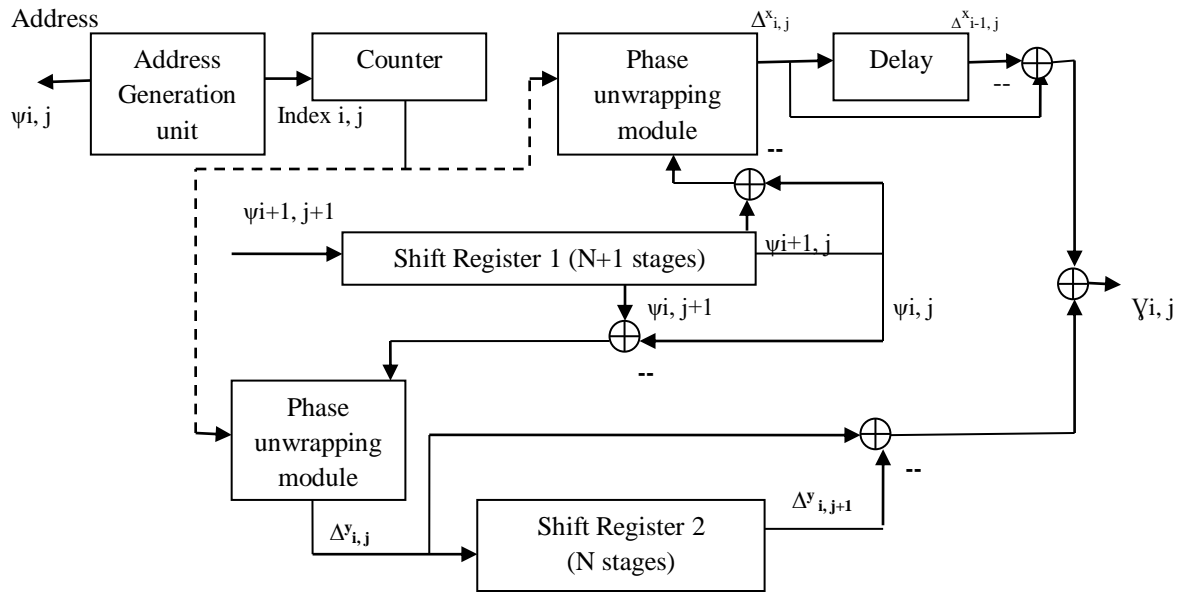 Address
Address
Generation
unit
ψi, j
Index i, j
Counter
Phase
unwrapping
module
Δx i, j
Delay
Δx i-1, j
--
--
ψi+1, j+1
Shift Register 1 (N+1 stages)
ψi+1, j
ψi, j+1
ψi, j
--
Ɣi, j
Phase
unwrapping
module
Δy i, j
Shift Register 2
(N stages)
Δy i, j+1
--